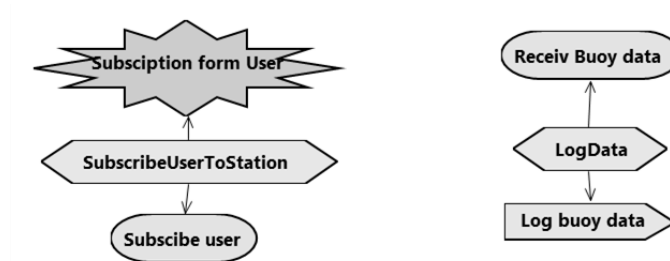 Subsciption form User
SubscribeUserToStation
Subscibe user
Receiv Buoy data
LogData
Log buoy data